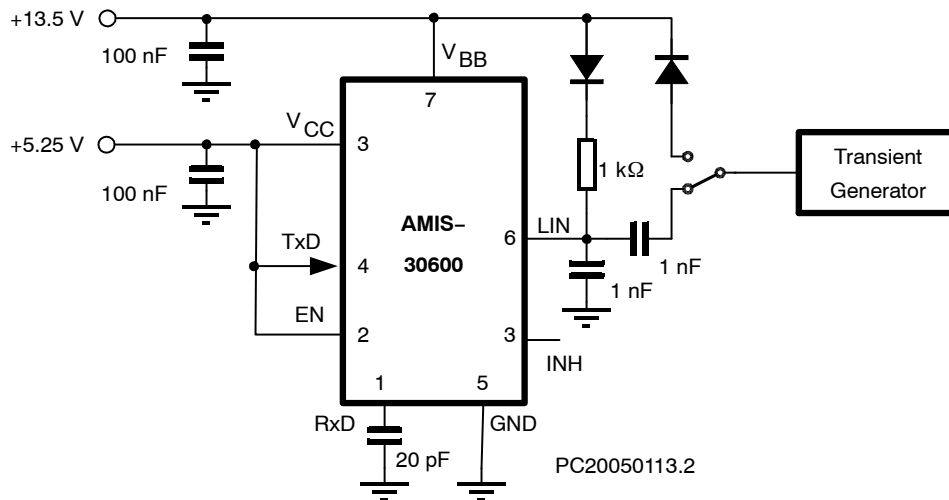 +13.5 V
100 nF
V BB
7
+5.25 V
V CC
3
100 nF
1 kΩ
Transient
Generator
AMIS–
30600
LIN
6
TxD
4
1 nF
1 nF
EN
2
3
INH
1
5
RxD
GND
20 pF
PC20050113.2